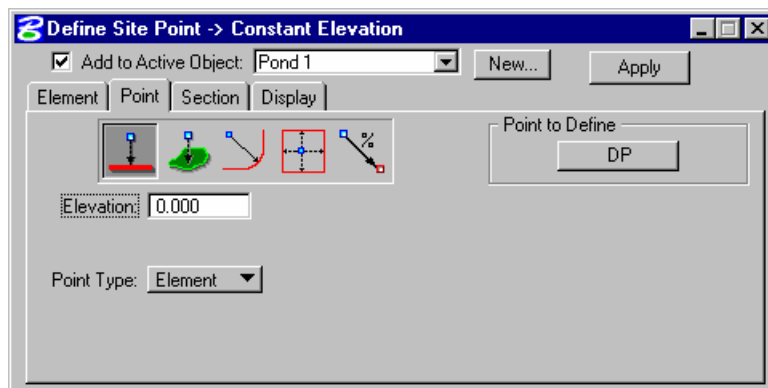 Define Site Point -> Constant Elevation
Add to Active Object: Pond 1 New... Apply
Element Point Section Display
Point to Define
%
DP
Elevation: 0.000
Point Type: Element